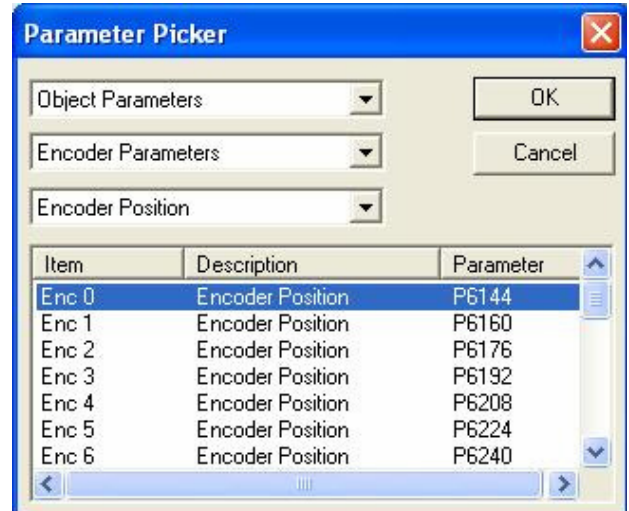 Parameter Picker
Object Parameters
OK
Encoder Parameters
Cancel
Encoder Position
Item Description Parameter
Enc 0 Encoder Position P6144
Enc 1 Encoder Position P6160
Enc 2 Encoder Position P6176
Enc 3 Encoder Position P6192
Enc 4 Encoder Position P6208
Enc 5 Encoder Position P6224
Enc 6 Encoder Position P6240